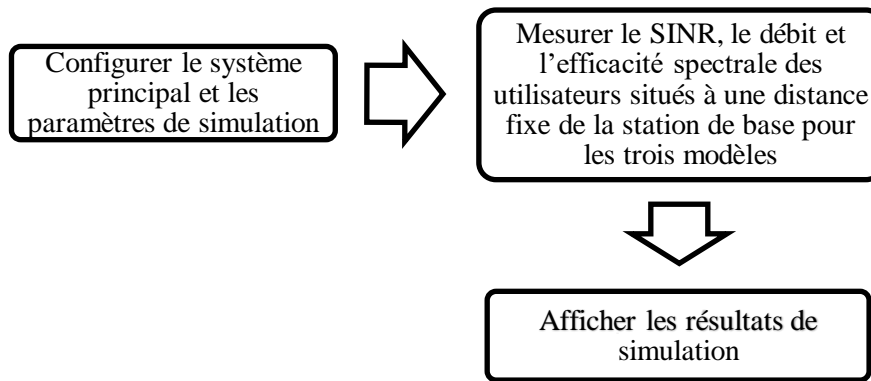 Configurer le système
principal et les
paramètres de simulation
Mesurer le SINR, le débit et
l’efficacité spectrale des
utilisateurs situés à une distance
fixe de la station de base pour
les trois modèles
Afficher les résultats de
simulation